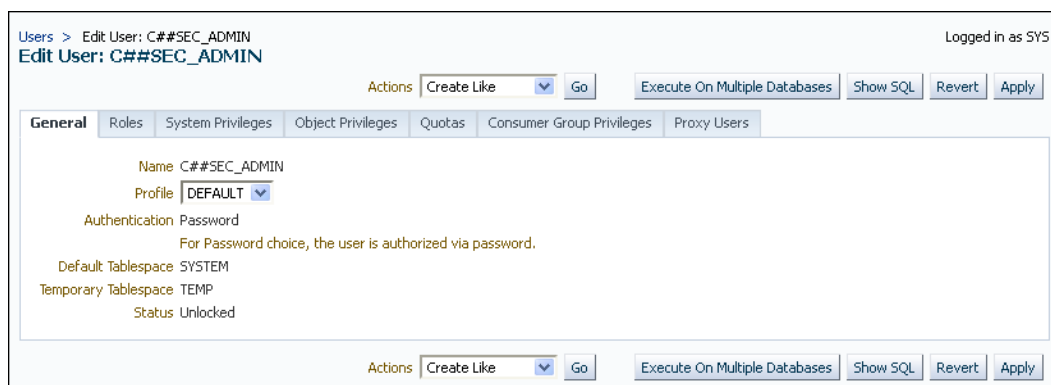 Users > Edit User: C##SEC_ADMIN Logged in as SYS
Edit User: C##SEC_ADMIN
Actions Create Like Go Execute On Multiple Databases Show SQL Revert Apply
General Roles System Privileges Object Privileges Quotas Consumer Group Privileges Proxy Users
Name C##SEC_ADMIN
Profile DEFAULT
Authentication Password
For Password choice, the user is authorized via password.
Default Tablespace SYSTEM
Temporary Tablespace TEMP
Status Unlocked
Actions Create Like Go Execute On Multiple Databases Show SQL Revert Apply